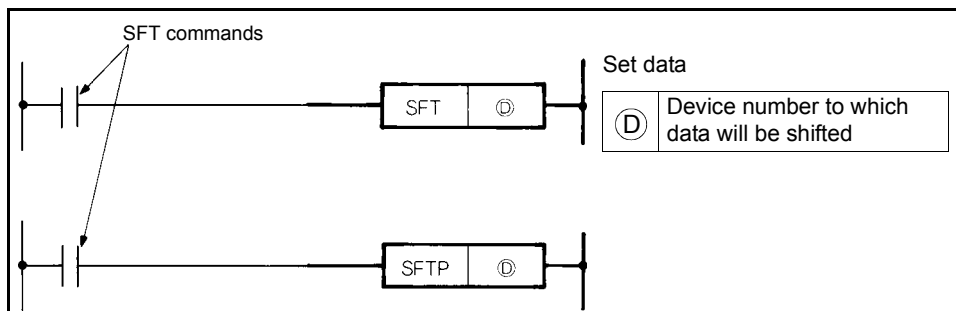 SFT commands
SFT Ⓓ
Set data
Ⓓ Device number to which
data will be shifted
SFTP Ⓓ